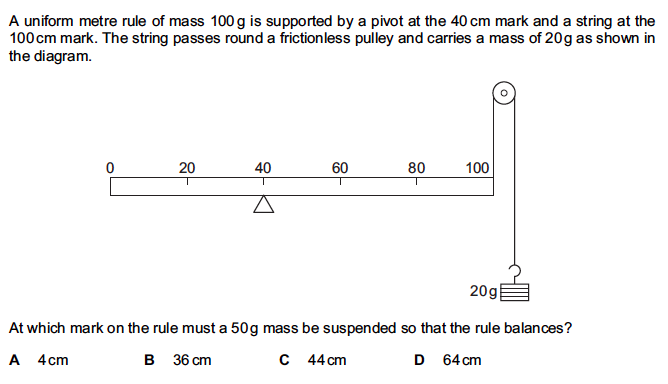 A uniform metre rule of mass 100 g is supported by a pivot at the 40 cm mark and a string at the
100 cm mark. The string passes round a frictionless pulley and carries a mass of 20 g as shown in
the diagram.
0 20 40 60 80 100
20 g
At which mark on the rule must a 50 g mass be suspended so that the rule balances?
A 4 cm B 36 cm C 44 cm D 64 cm